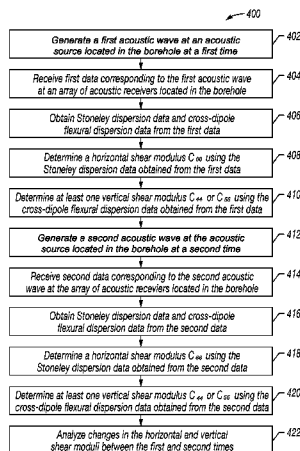 400
Generate a first acoustic wave at an acoustic
source located in the borehole at a first time
402
Receive first data corresponding to the first acoustic wave
at an array of acoustic receivers located in the borehole
404
Obtain Stoneley dispersion data and cross-dipole
flexural dispersion data from the first data
406
Determine a horizontal shear modulus C66 using the
Stoneley dispersion data obtained from the first data
408
Determine at least one vertical shear modulus C44 or C55 using the
cross-dipole flexural dispersion data obtained from the first data
410
Generate a second acoustic wave at the acoustic
source located in the borehole at a second time
412
Receive second data corresponding to the second acoustic
wave at the array of acoustic receivers located in the borehole
414
Obtain Stoneley dispersion data and cross-dipole
flexural dispersion data from the second data
416
Determine a horizontal shear modulus C66 using the
Stoneley dispersion data obtained from the second data
418
Determine at least one vertical shear modulus C44 or C55 using the
cross-dipole flexural dispersion data obtained from the second data
420
Analyze changes in the horizontal and vertical
shear moduli between the first and second times
422